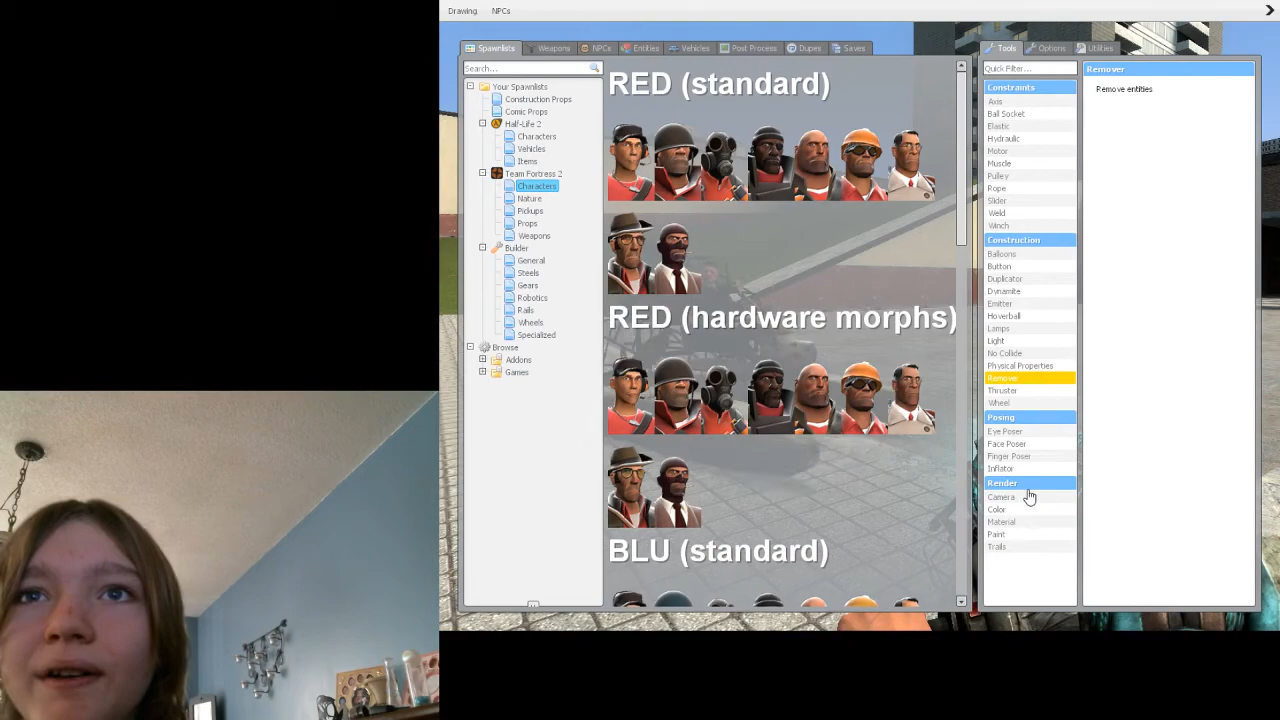 Drawing NPCs
Spawnlists Weapons NPCs Entities Vehicles Post Process Dupes Saves
Tools Options Utilities
Search...
Your Spawnlists
Construction Props
Comic Props
Half-Life 2
Characters
Vehicles
Items
Team Fortress 2
Characters
Nature
Pickups
Props
Weapons
Builder
General
Steels
Gears
Robotics
Rails
Wheels
Specialized
Browse
Addons
Games
RED (standard)
RED (hardware morphs)
BLU (standard)
Quick Filter...
Constraints
Axis
Ball Socket
Elastic
Hydraulic
Motor
Muscle
Pulley
Rope
Slider
Weld
Winch
Construction
Balloons
Button
Duplicator
Dynamite
Emitter
Hoverball
Lamps
Light
No Collide
Physical Properties
Remover
Thruster
Wheel
Posing
Eye Poser
Face Poser
Finger Poser
Inflator
Render
Camera
Color
Material
Paint
Trails
Remover
Remove entities